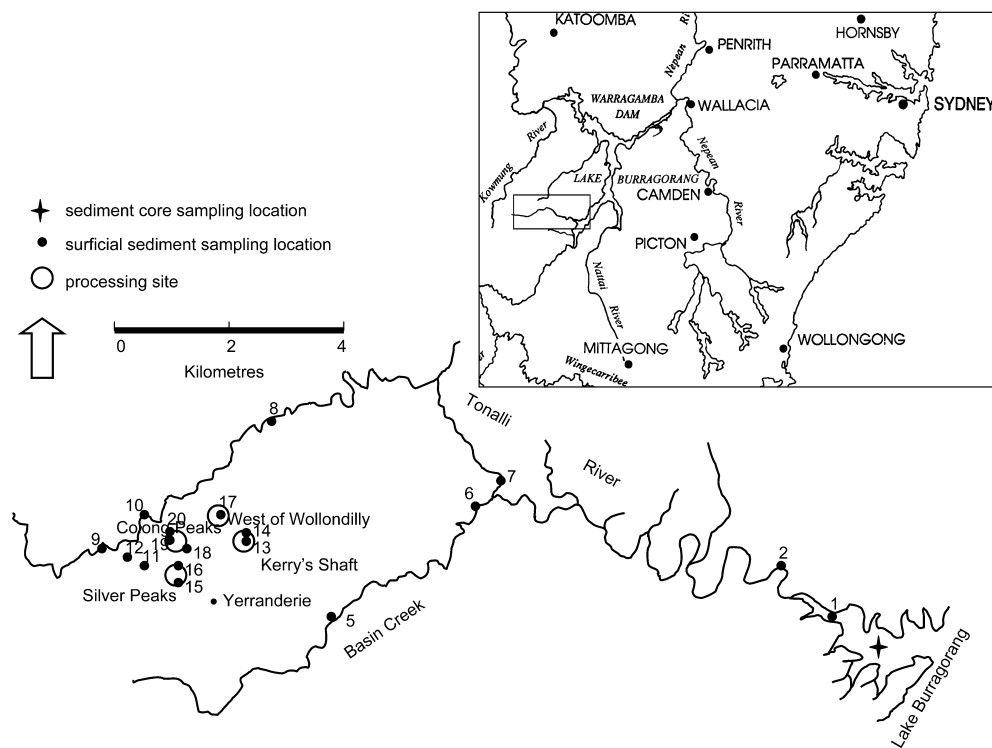 KATOOMBA
Ri
HORNSBY
PENRITH
Nepean
PARRAMATTA
WARRAGAMBA
DAM
WALLACIA
SYDNEY
River
Nepean
Kowmung
LAKE BURRAGORANG
CAMDEN
River
PICTON
Nattai
River
MITTAGONG
WOLLONGONG
Wingecarribee
sediment core sampling location
surficial sediment sampling location
processing site
0 2 4
Kilometres
Tonalli
River
8
7
6
10
17
20
West of Wollondilly
Colong Peaks
14
9
19
13
12
11
18
Kerry's Shaft
16
15
Silver Peaks
Yerranderie
5
Basin Creek
2
1
Lake Burragorang